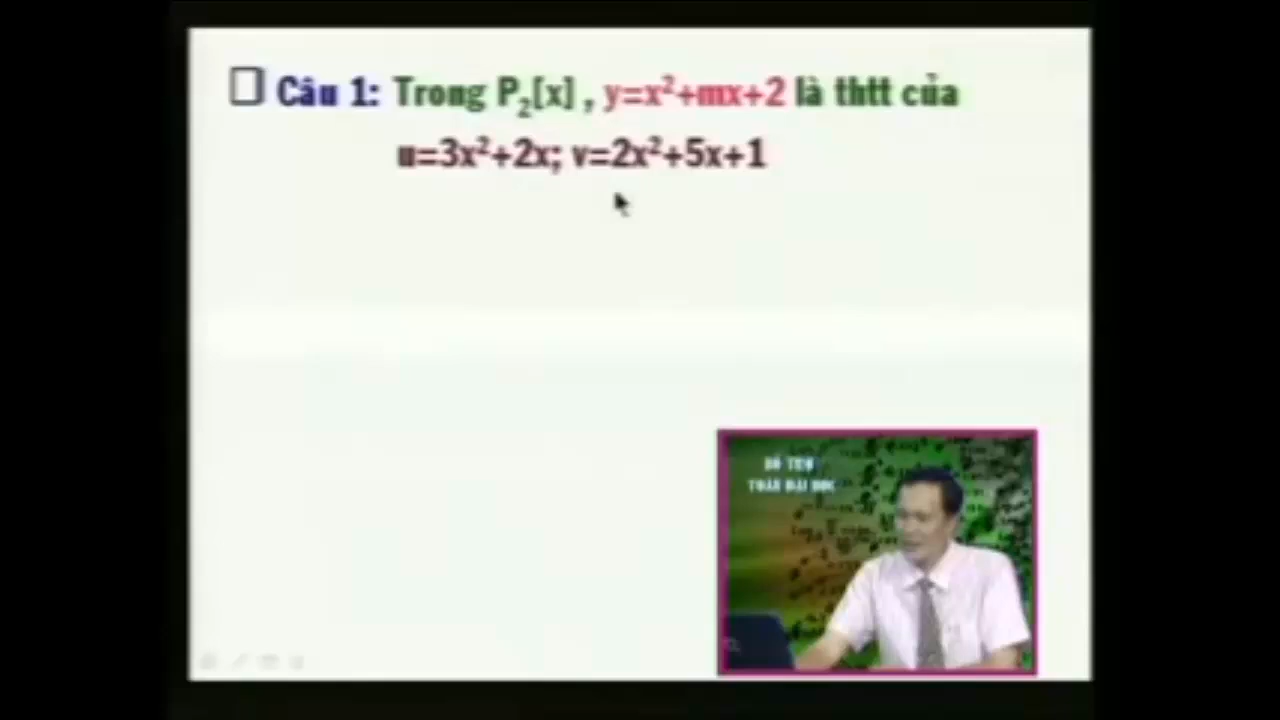 Câu 1: Trong P₂[x] , y=x²+mx+2 là thtt của
u=3x²+2x; v=2x²+5x+1